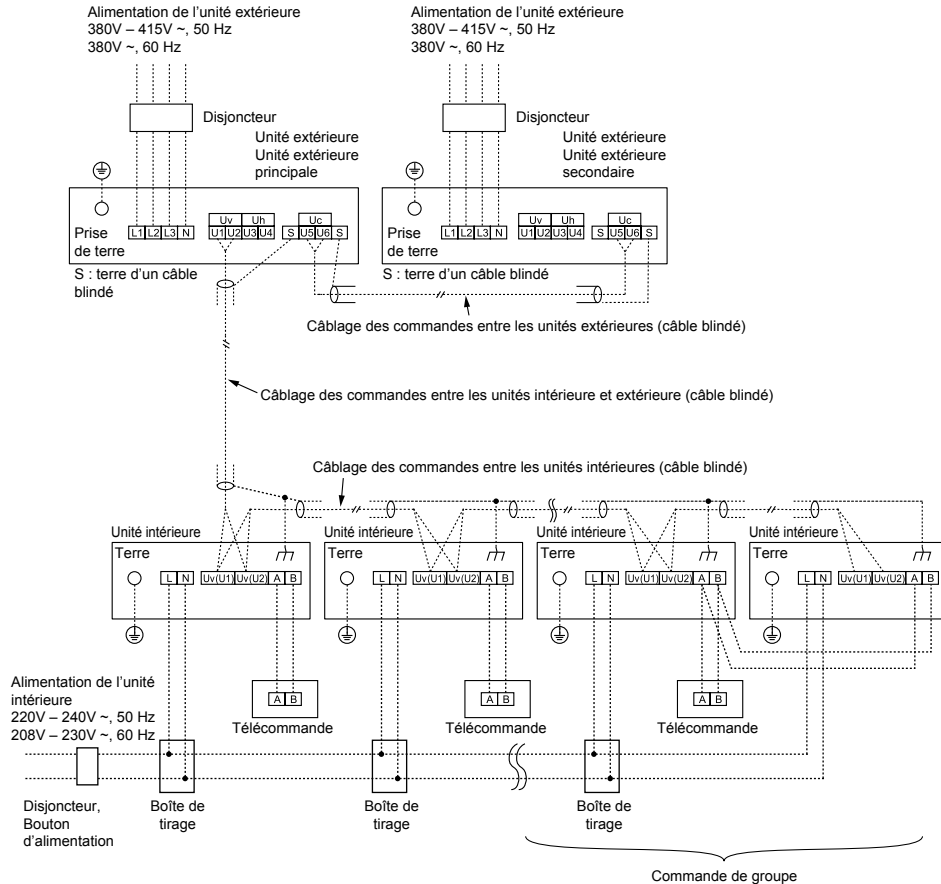 Alimentation de l'unité extérieure
380V – 415V ~, 50 Hz
380V ~, 60 Hz
Alimentation de l'unité extérieure
380V – 415V ~, 50 Hz
380V ~, 60 Hz
Disjoncteur
Disjoncteur
Unité extérieure
Unité extérieure
principale
Unité extérieure
Unité extérieure
secondaire
Prise
de terre
L1 L2 L3 N
Uv Uh
U1 U2 U3 U4
Uc
S U5 U6 S
Prise
de terre
L1 L2 L3 N
Uv Uh
U1 U2 U3 U4
Uc
S U5 U6 S
S : terre d'un câble
blindé
S : terre d'un câble blindé
Câblage des commandes entre les unités extérieures (câble blindé)
Câblage des commandes entre les unités intérieure et extérieure (câble blindé)
Câblage des commandes entre les unités intérieures (câble blindé)
Unité intérieure
Unité intérieure
Unité intérieure
Unité intérieure
Terre
Terre
Terre
Terre
L N Uv(U1) Uv(U2) A B
L N Uv(U1) Uv(U2) A B
L N Uv(U1) Uv(U2) A B
L N Uv(U1) Uv(U2) A B
Alimentation de l'unité
intérieure
220V – 240V ~, 50 Hz
208V – 230V ~, 60 Hz
A B
A B
A B
Télécommande
Télécommande
Télécommande
Disjoncteur,
Bouton
d'alimentation
Boîte de
tirage
Boîte de
tirage
Boîte de
tirage
Commande de groupe